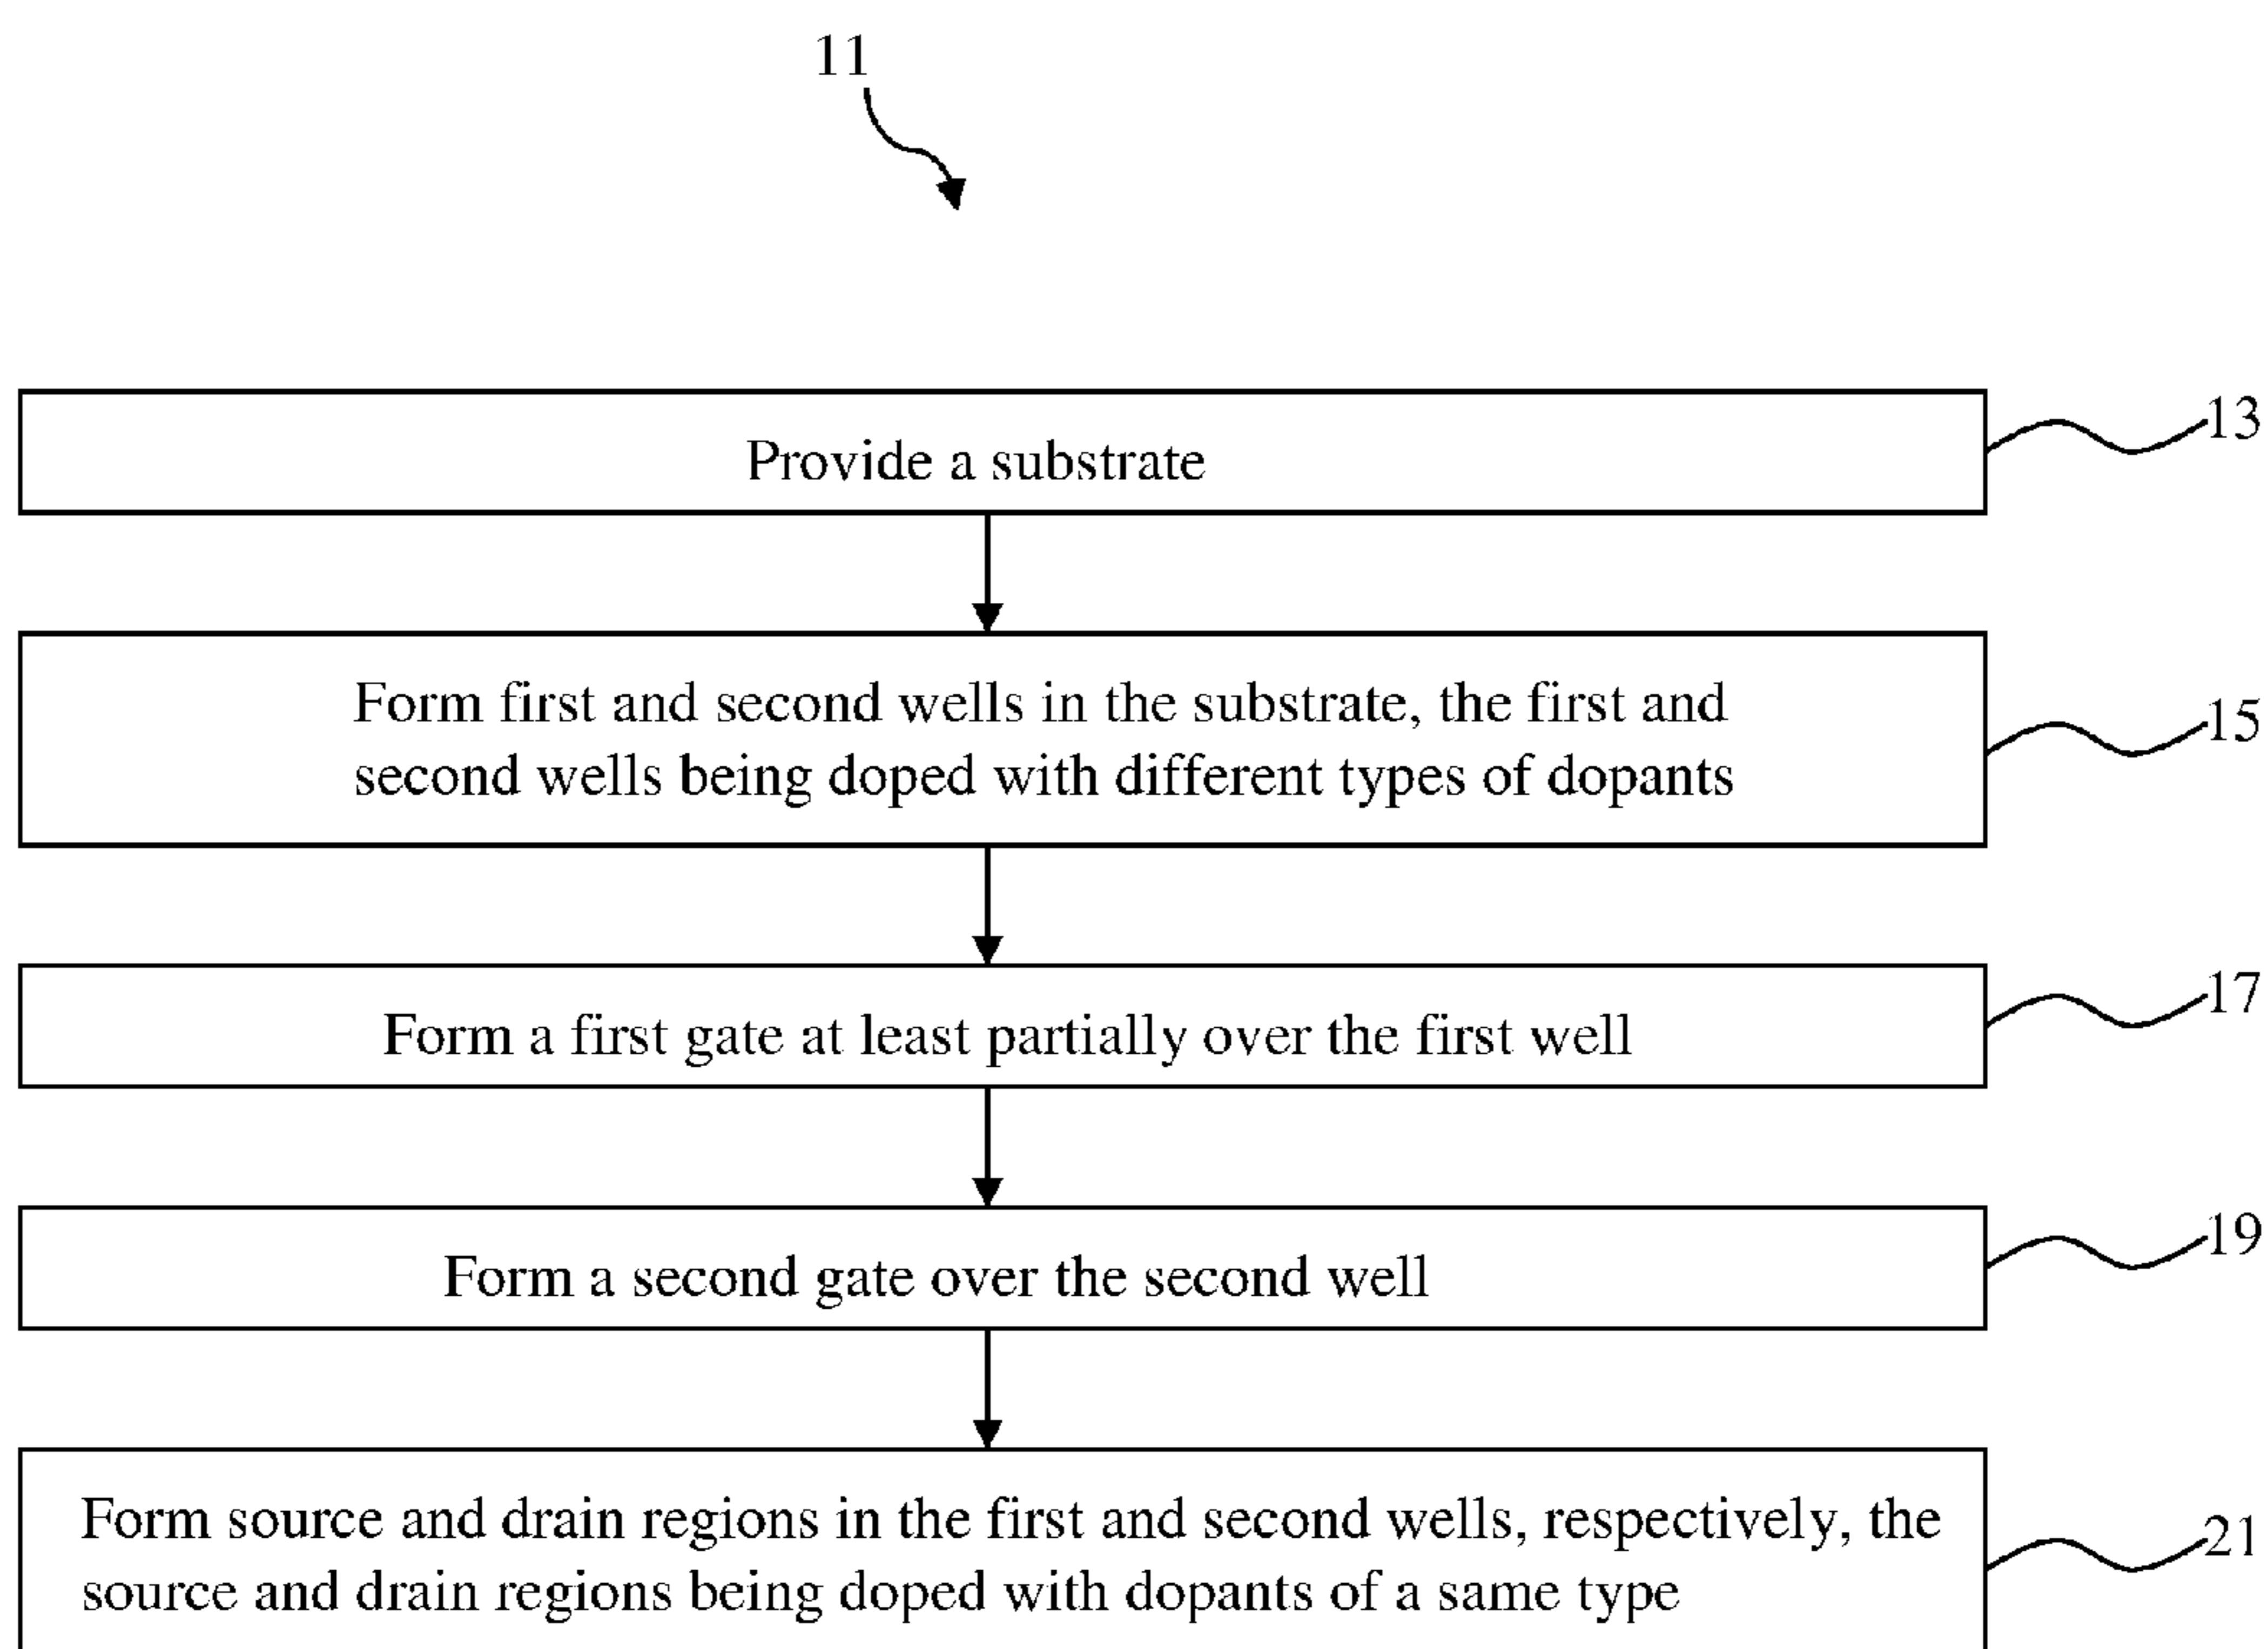 11
Provide a substrate
13
Form first and second wells in the substrate, the first and
second wells being doped with different types of dopants
15
Form a first gate at least partially over the first well
17
Form a second gate over the second well
19
Form source and drain regions in the first and second wells, respectively, the
source and drain regions being doped with dopants of a same type
21